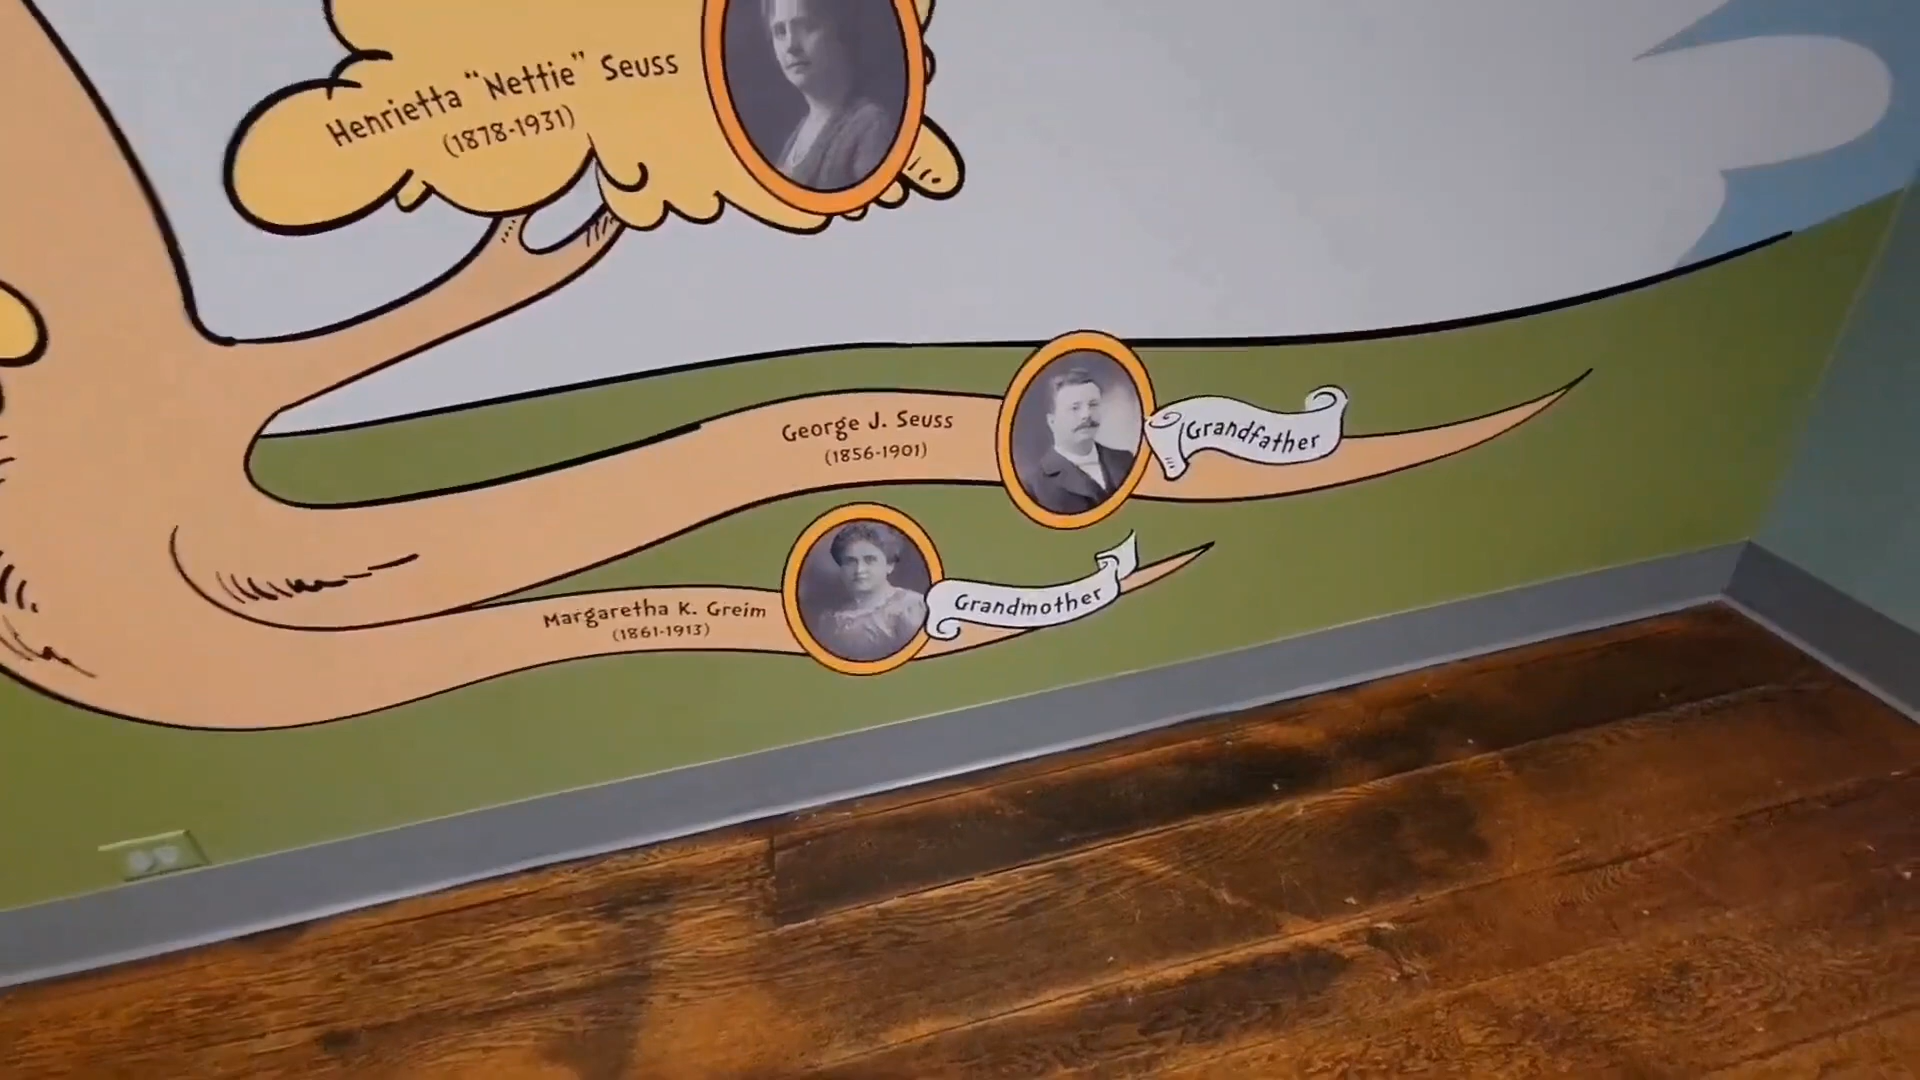 Henrietta "Nettie" Seuss
(1878-1931)
George J. Seuss
(1856-1901)
Grandfather
Margaretha K. Greim
(1861-1913)
Grandmother